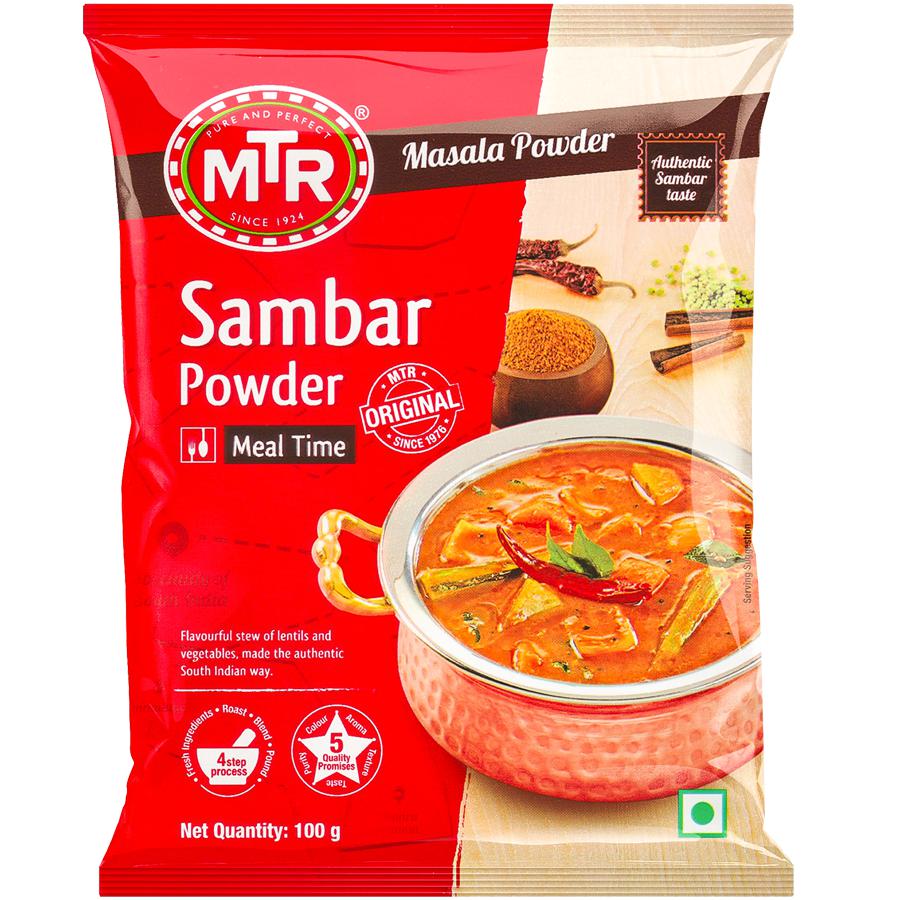 PURE AND PERFECT
MTR
®
SINCE 1924
Masala Powder
Authentic
Sambar
taste
Sambar
Powder
MTR
ORIGINAL
SINCE 1976
Meal Time
Serving Suggestion
Flavourful stew of lentils and
vegetables, made the authentic
South Indian way.
Fresh Ingredients • Roast • Blend • Pound
4 step
process
Colour
Aroma
Texture
Taste
Purity
5
Quality
Promises
Net Quantity: 100 g